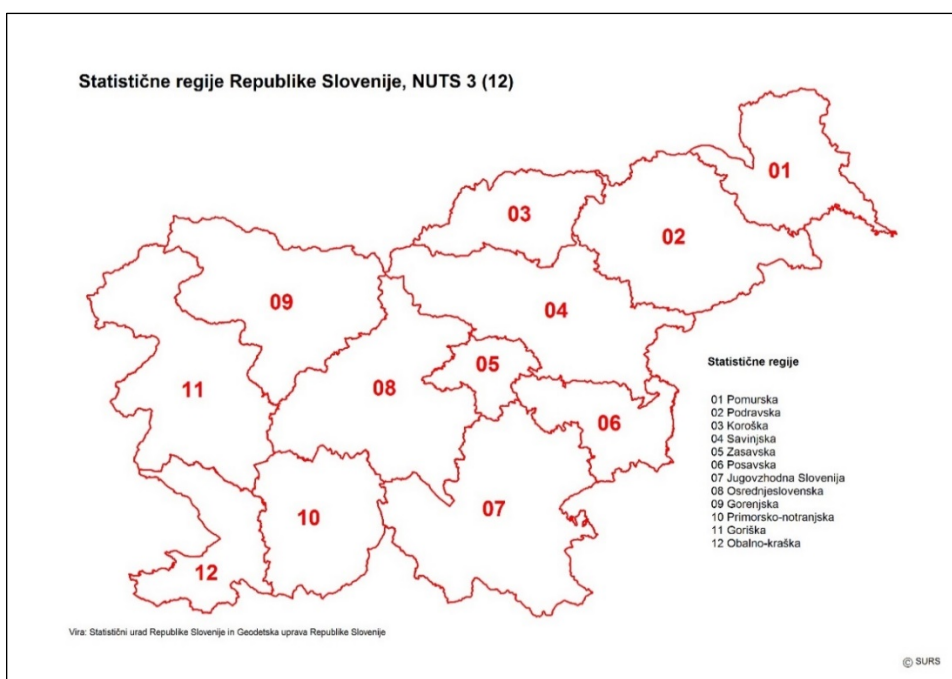 Statistične regije Republike Slovenije, NUTS 3 (12)
01
02
03
04
05
06
07
08
09
10
11
12
Statistične regije
01 Pomurska
02 Podravska
03 Koroška
04 Savinjska
05 Zasavska
06 Posavska
07 Jugovzhodna Slovenija
08 Osrednjeslovenska
09 Gorenjska
10 Primorsko-notranjska
11 Goriška
12 Obalno-kraška
Vira: Statistični urad Republike Slovenije in Geodetska uprava Republike Slovenije
© SURS